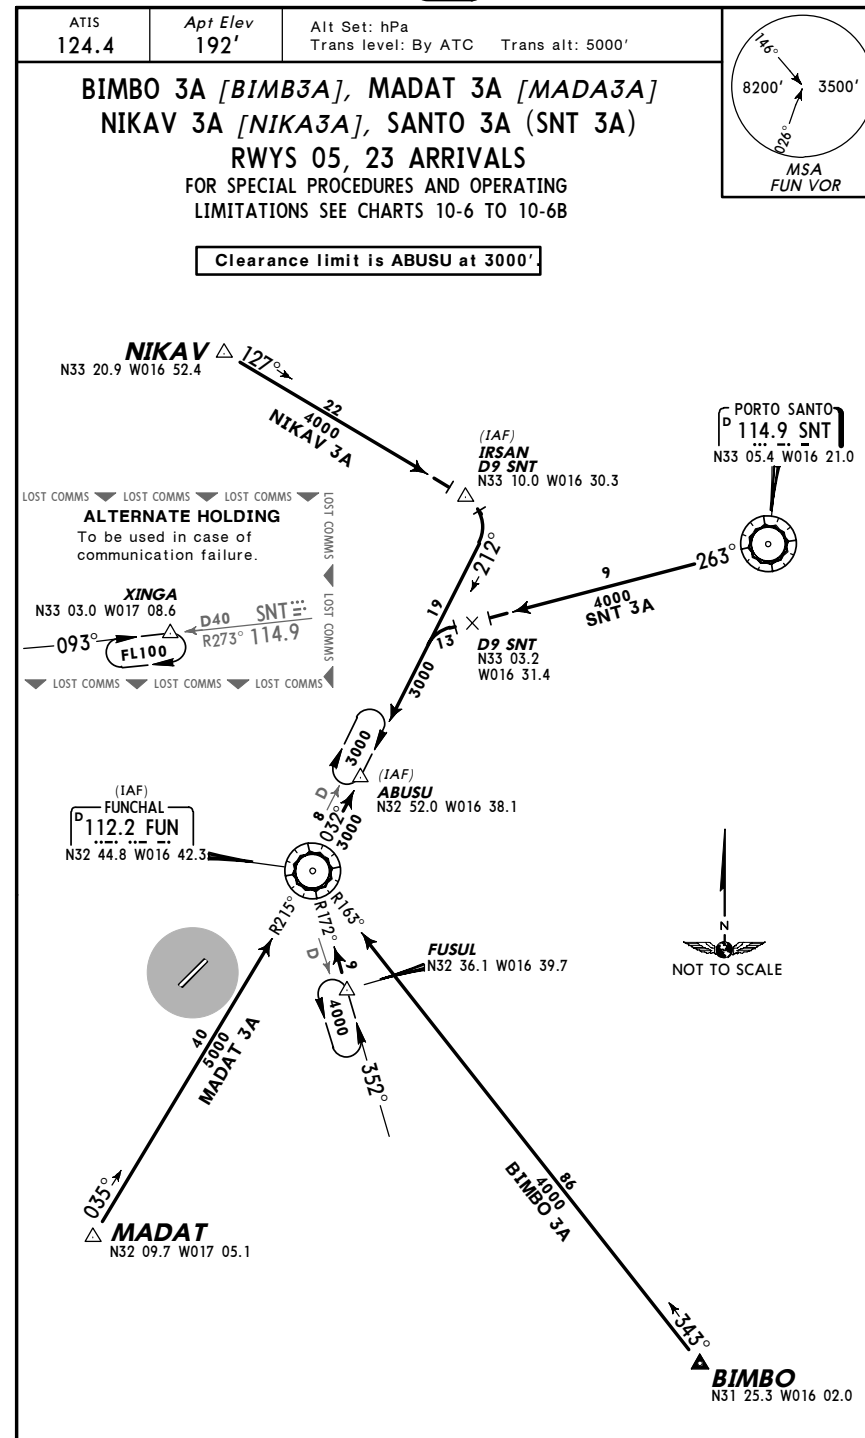 ATIS
124.4
Apt Elev
192'
Alt Set: hPa
Trans level: By ATC Trans alt: 5000'
146°
8200' 3500'
026°
MSA
FUN VOR
BIMBO 3A [BIMB3A], MADAT 3A [MADA3A]
NIKAV 3A [NIKA3A], SANTO 3A (SNT 3A)
RWYS 05, 23 ARRIVALS
FOR SPECIAL PROCEDURES AND OPERATING
LIMITATIONS SEE CHARTS 10-6 TO 10-6B
Clearance limit is ABUSU at 3000'.
NIKAV
N33 20.9 W016 52.4
127°
22
4000
NIKAV 3A
(IAF)
IRSAN
D9 SNT
N33 10.0 W016 30.3
PORTO SANTO
D 114.9 SNT
N33 05.4 W016 21.0
LOST COMMS LOST COMMS LOST COMMS
LOST COMMS
LOST COMMS
ALTERNATE HOLDING
To be used in case of
communication failure.
XINGA
N33 03.0 W017 08.6
D40 SNT
R273° 114.9
093°
FL100
LOST COMMS LOST COMMS LOST COMMS
212°
19
263°
9
4000
SNT 3A
13
D9 SNT
N33 03.2
W016 31.4
3000
3000
(IAF)
ABUSU
N32 52.0 W016 38.1
D
8
032°
3000
(IAF)
FUNCHAL
D 112.2 FUN
N32 44.8 W016 42.3
R215°
R172°
R163°
D
9
FUSUL
N32 36.1 W016 39.7
4000
352°
N
NOT TO SCALE
40
5000
MADAT 3A
035°
MADAT
N32 09.7 W017 05.1
86
4000
BIMBO 3A
343°
BIMBO
N31 25.3 W016 02.0